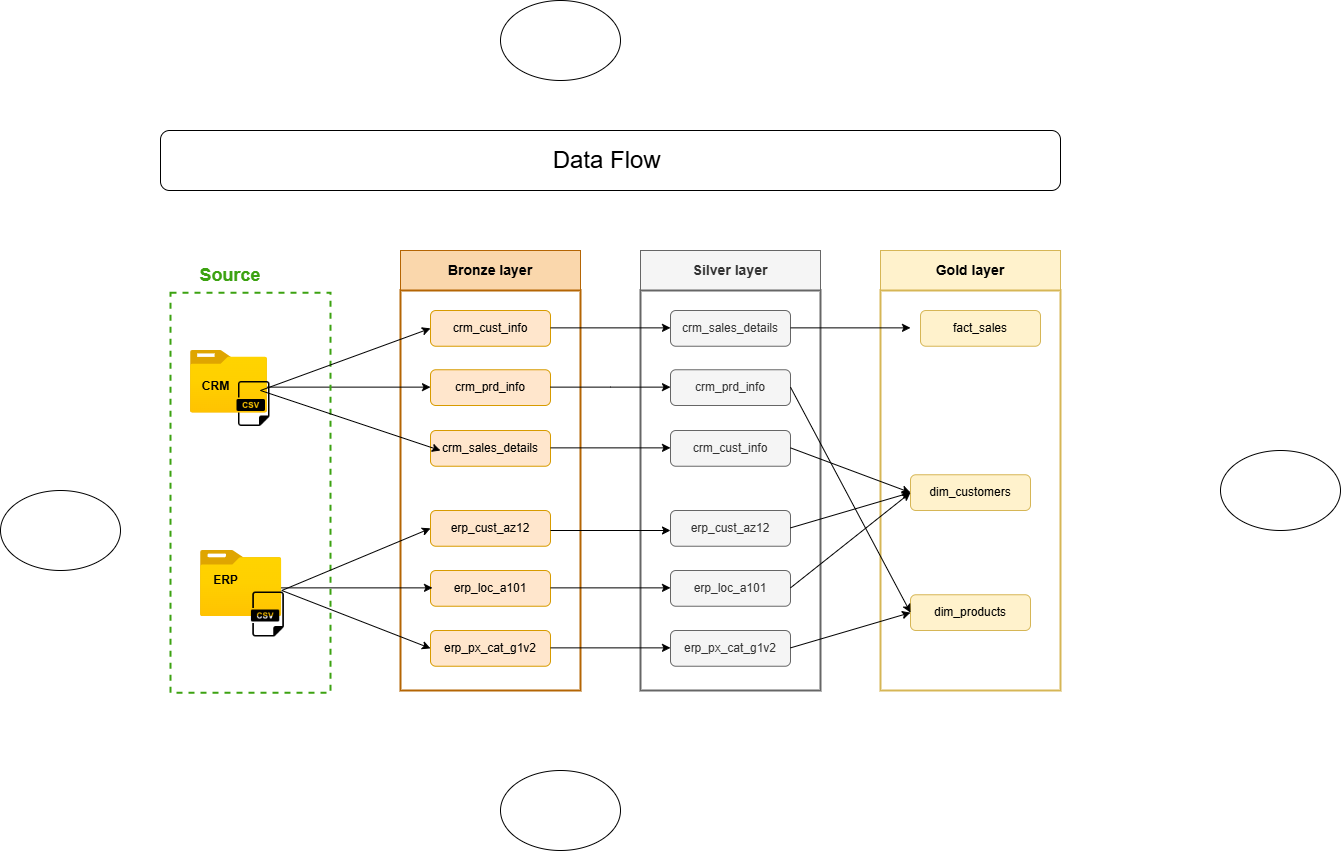 Data Flow
Source
CRM
CSV
ERP
CSV
Bronze layer
crm_cust_info
crm_prd_info
crm_sales_details
erp_cust_az12
erp_loc_a101
erp_px_cat_g1v2
Silver layer
crm_sales_details
crm_prd_info
crm_cust_info
erp_cust_az12
erp_loc_a101
erp_px_cat_g1v2
Gold layer
fact_sales
dim_customers
dim_products